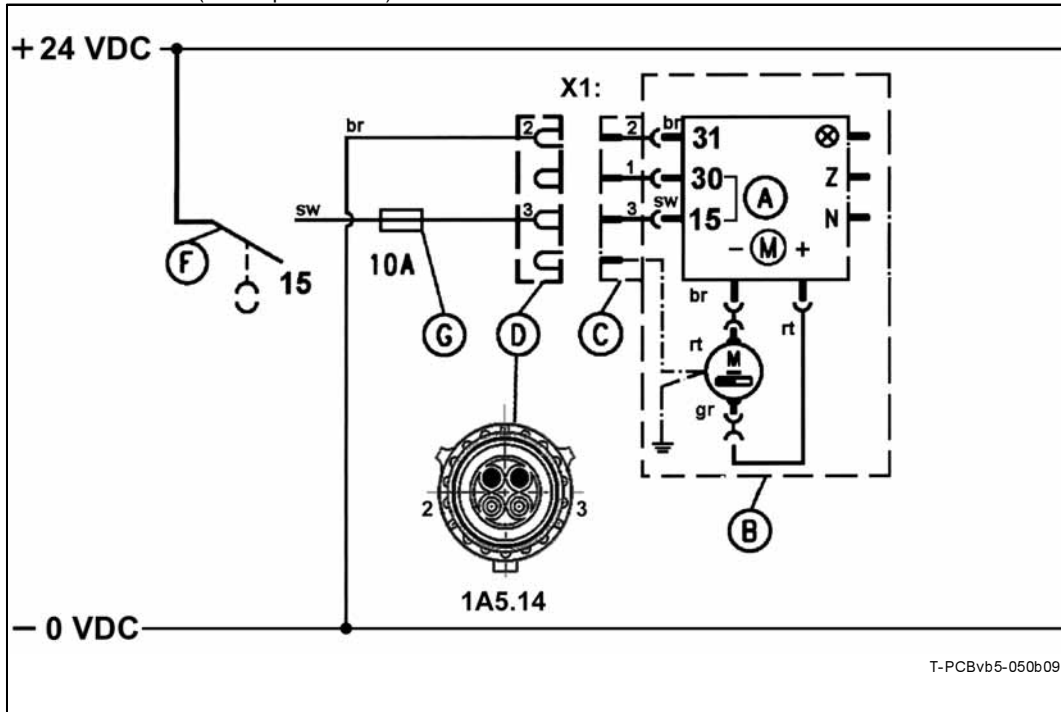 + 24 VDC
X1:
br
2
2
br
31
⊗
1
30
A
Z
sw
3
3
sw
15
N
F
15
10A
- M +
G
D
C
br
rt
rt
M
gr
2
3
B
1A5.14
— 0 VDC
T-PCBvb5-050b09